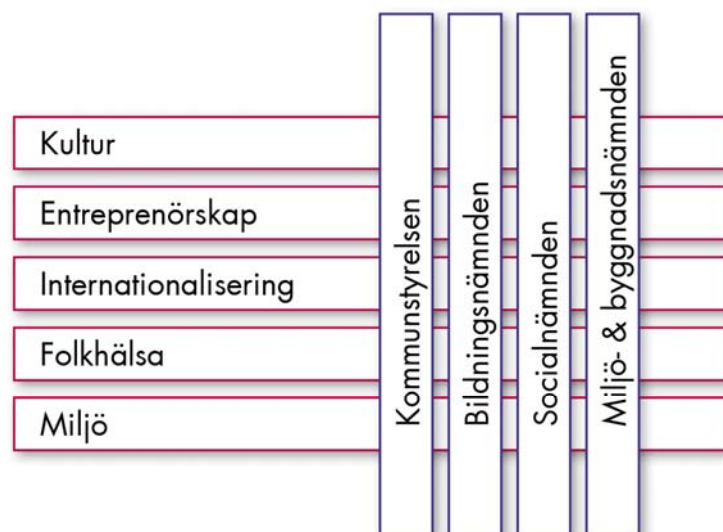 Kultur
Entreprenörskap
Internationalisering
Folkhälsa
Miljö
Kommunstyrelsen
Bildningsnämnden
Socialnämnden
Miljö- & byggnadsnämnden